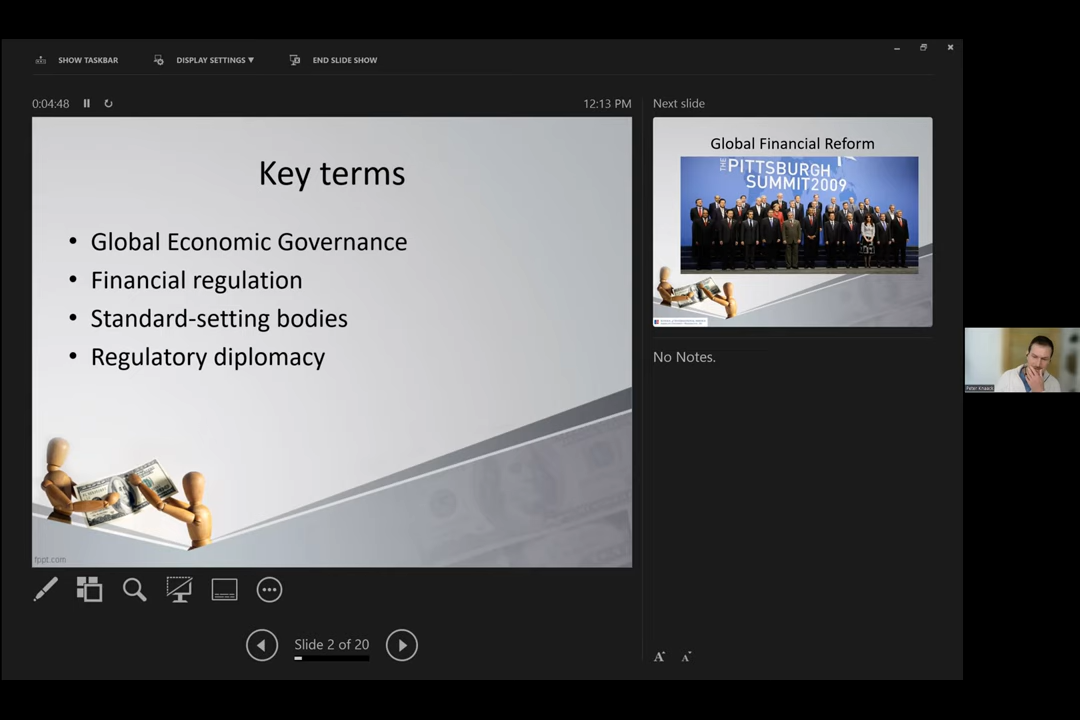 SHOW TASKBAR
DISPLAY SETTINGS ▾
END SLIDE SHOW
0:04:48
12:13 PM
Next slide
Key terms
• Global Economic Governance
• Financial regulation
• Standard-setting bodies
• Regulatory diplomacy
fppt.com
Global Financial Reform
THE PITTSBURGH
SUMMIT 2009
No Notes.
Peter Knaack
Slide 2 of 20
A
A